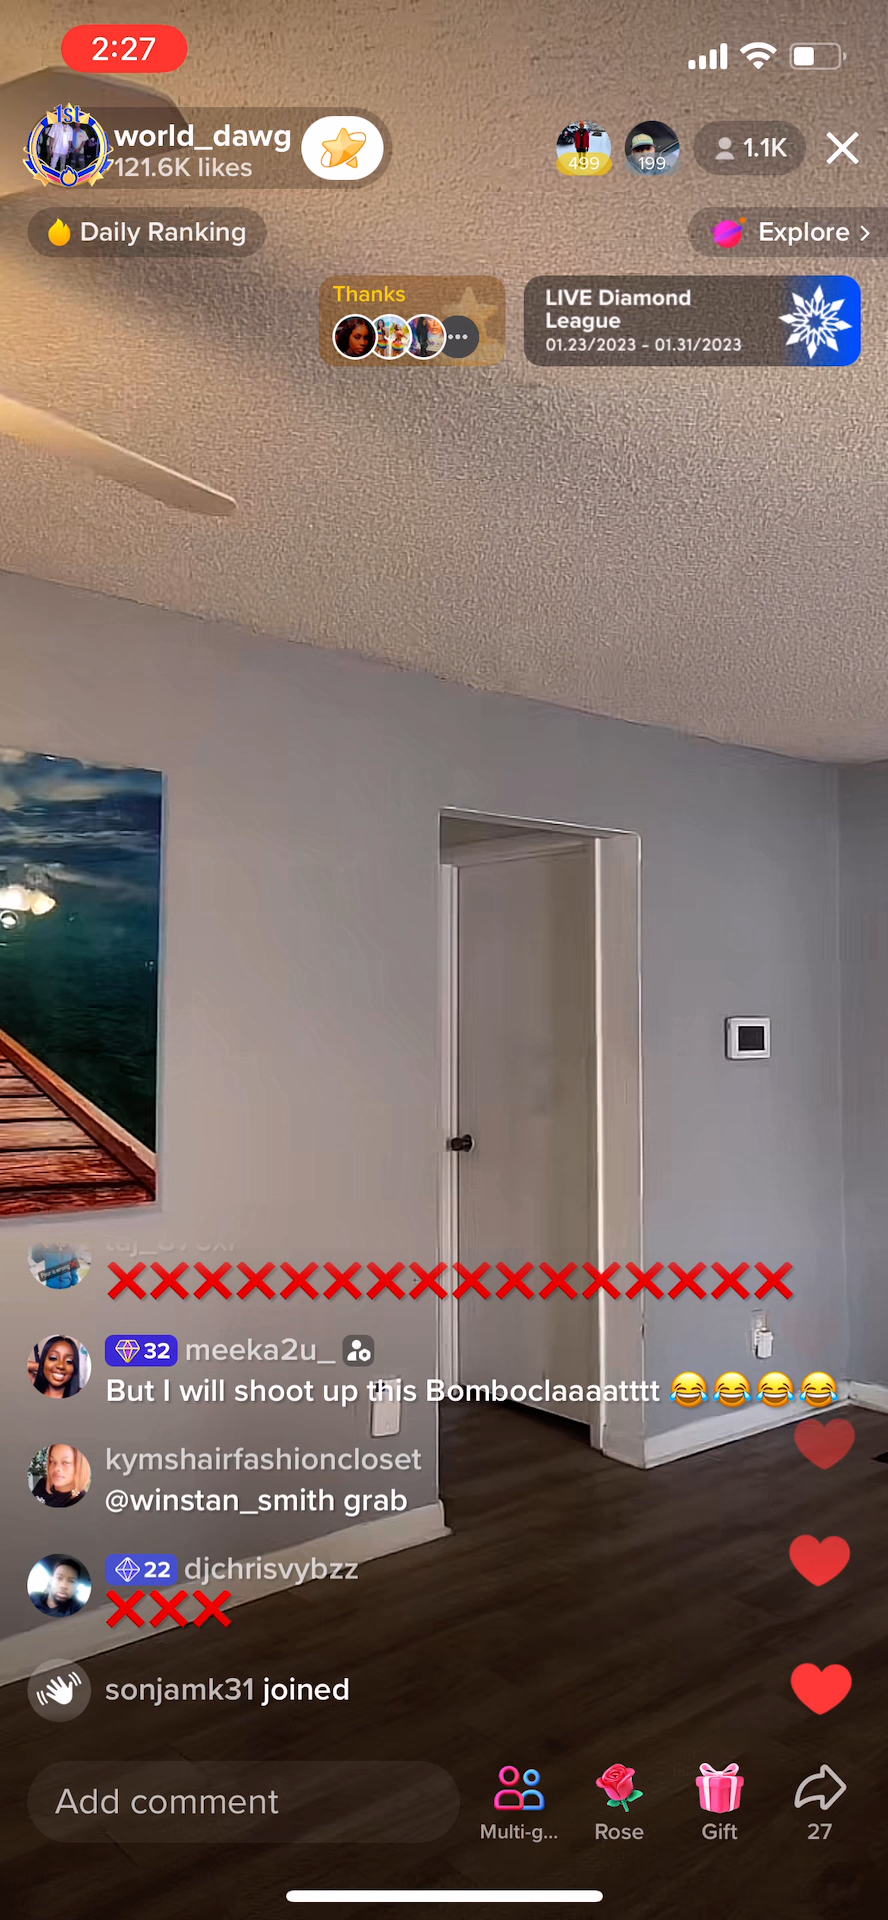 2:27
1st
world_dawg
121.6K likes
499
199
1.1K
Daily Ranking
Explore >
Thanks
LIVE Diamond
League
01.23/2023 - 01.31/2023
❌❌❌❌❌❌❌❌❌❌❌❌❌❌❌❌
32 meeka2u_
But I will shoot up this Bomboclaaaatttt 😂😂😂😂
kymshairfashioncloset
@winstan_smith grab
22 djchrisvybzz
❌❌❌
sonjamk31 joined
Add comment
Multi-g...
Rose
Gift
27